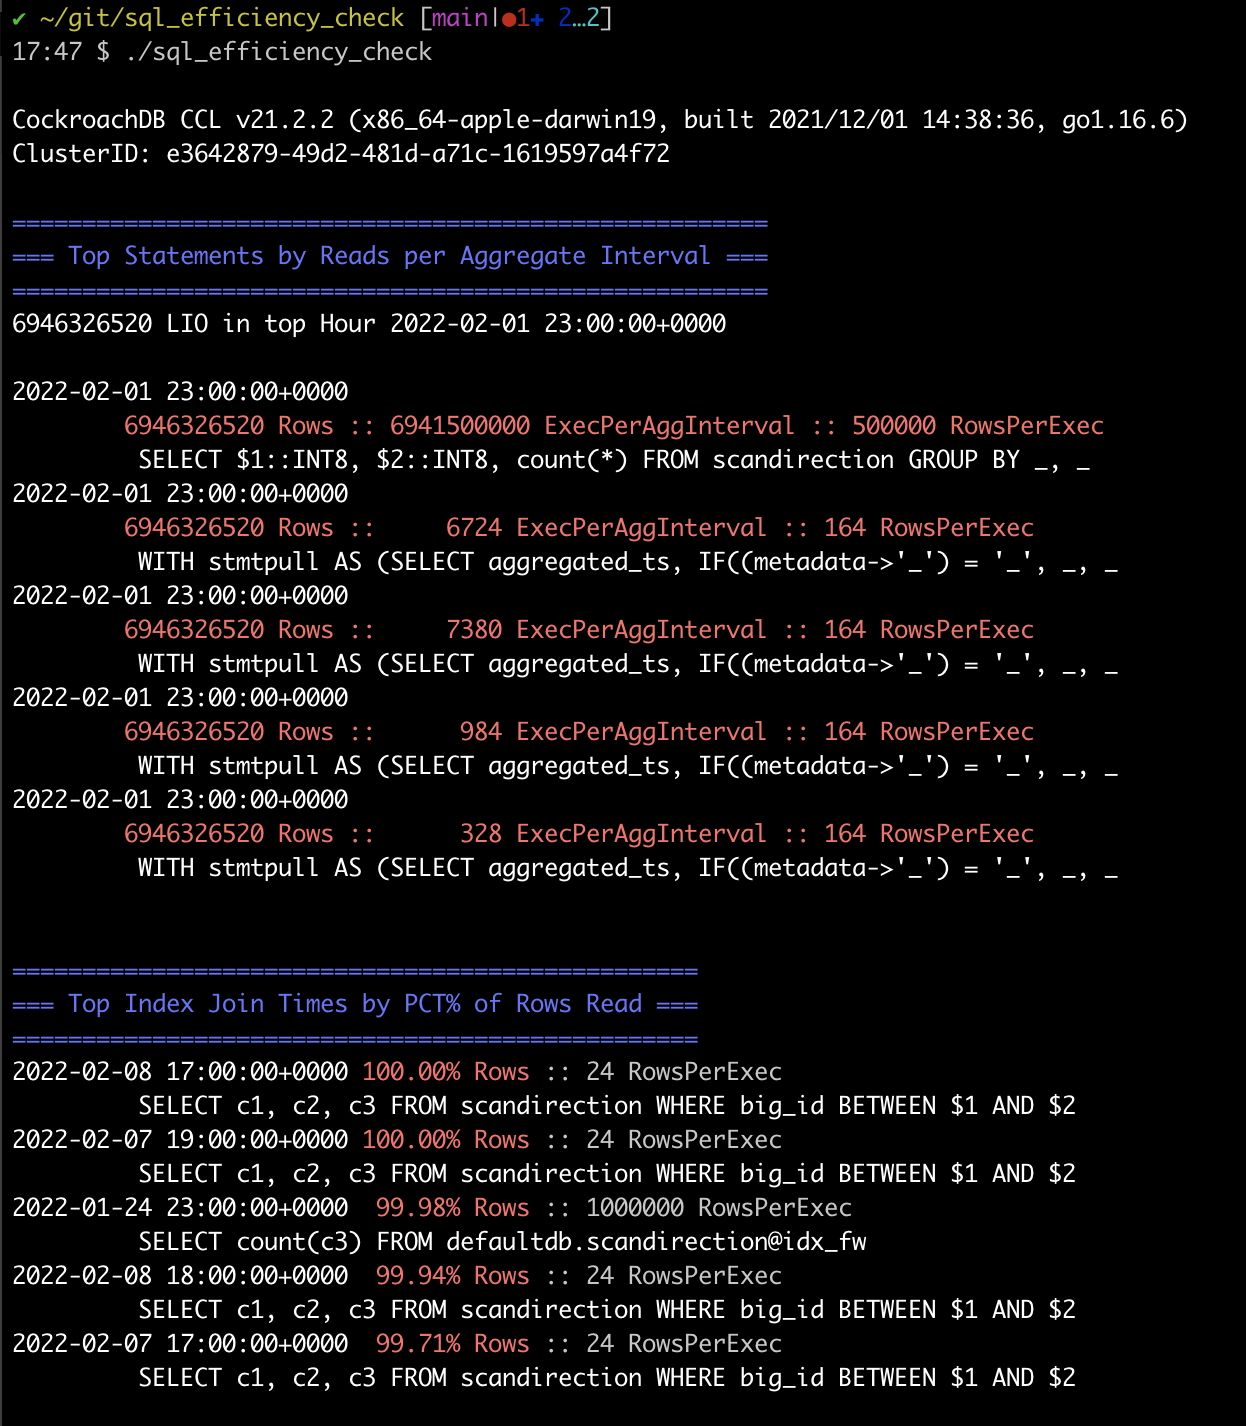 ✔ ~/git/sql_efficiency_check [main|●1✚ 2…2]
17:47 $ ./sql_efficiency_check
CockroachDB CCL v21.2.2 (x86_64-apple-darwin19, built 2021/12/01 14:38:36, go1.16.6)
ClusterID: e3642879-49d2-481d-a71c-1619597a4f72
======================================================
=== Top Statements by Reads per Aggregate Interval ===
======================================================
6946326520 LIO in top Hour 2022-02-01 23:00:00+0000
2022-02-01 23:00:00+0000
6946326520 Rows :: 6941500000 ExecPerAggInterval :: 500000 RowsPerExec
SELECT $1::INT8, $2::INT8, count(*) FROM scandirection GROUP BY _, _
2022-02-01 23:00:00+0000
6946326520 Rows ::     6724 ExecPerAggInterval :: 164 RowsPerExec
WITH stmtpull AS (SELECT aggregated_ts, IF((metadata->'_') = '_', _, _
2022-02-01 23:00:00+0000
6946326520 Rows ::     7380 ExecPerAggInterval :: 164 RowsPerExec
WITH stmtpull AS (SELECT aggregated_ts, IF((metadata->'_') = '_', _, _
2022-02-01 23:00:00+0000
6946326520 Rows ::      984 ExecPerAggInterval :: 164 RowsPerExec
WITH stmtpull AS (SELECT aggregated_ts, IF((metadata->'_') = '_', _, _
2022-02-01 23:00:00+0000
6946326520 Rows ::      328 ExecPerAggInterval :: 164 RowsPerExec
WITH stmtpull AS (SELECT aggregated_ts, IF((metadata->'_') = '_', _, _
=================================================
=== Top Index Join Times by PCT% of Rows Read ===
=================================================
2022-02-08 17:00:00+0000 100.00% Rows :: 24 RowsPerExec
SELECT c1, c2, c3 FROM scandirection WHERE big_id BETWEEN $1 AND $2
2022-02-07 19:00:00+0000 100.00% Rows :: 24 RowsPerExec
SELECT c1, c2, c3 FROM scandirection WHERE big_id BETWEEN $1 AND $2
2022-01-24 23:00:00+0000  99.98% Rows :: 1000000 RowsPerExec
SELECT count(c3) FROM defaultdb.scandirection@idx_fw
2022-02-08 18:00:00+0000  99.94% Rows :: 24 RowsPerExec
SELECT c1, c2, c3 FROM scandirection WHERE big_id BETWEEN $1 AND $2
2022-02-07 17:00:00+0000  99.71% Rows :: 24 RowsPerExec
SELECT c1, c2, c3 FROM scandirection WHERE big_id BETWEEN $1 AND $2